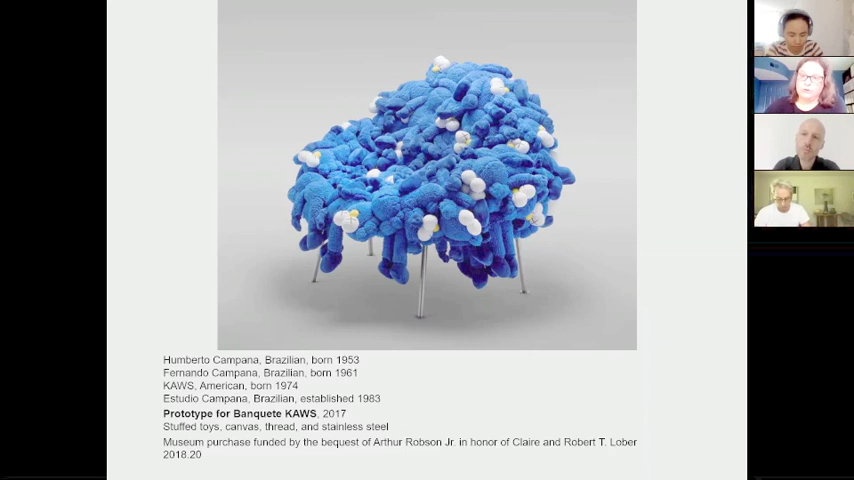 Humberto Campana, Brazilian, born 1953
Fernando Campana, Brazilian, born 1961
KAWS, American, born 1974
Estudio Campana, Brazilian, established 1983
Prototype for Banquete KAWS, 2017
Stuffed toys, canvas, thread, and stainless steel
Museum purchase funded by the bequest of Arthur Robson Jr. in honor of Claire and Robert T. Lober
2018.20